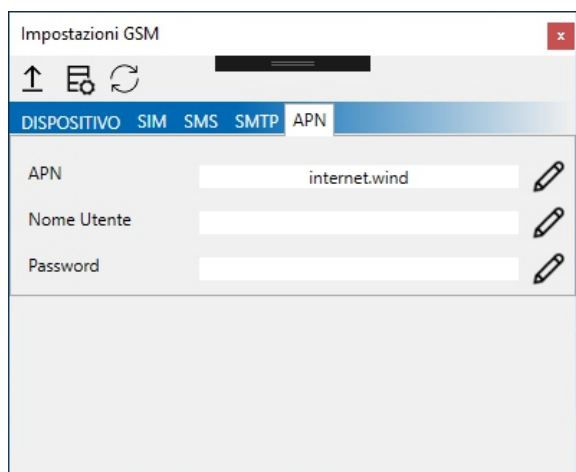 Impostazioni GSM
x
DISPOSITIVO SIM SMS SMTP APN
APN internet.wind
Nome Utente
Password